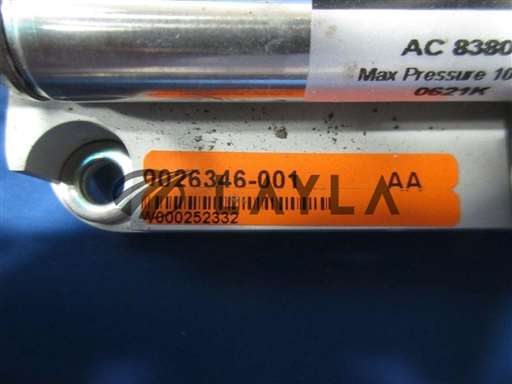 AC 8380
Max Pressure 10
0621K
0026346-001 AA
LAYLA
W000252332